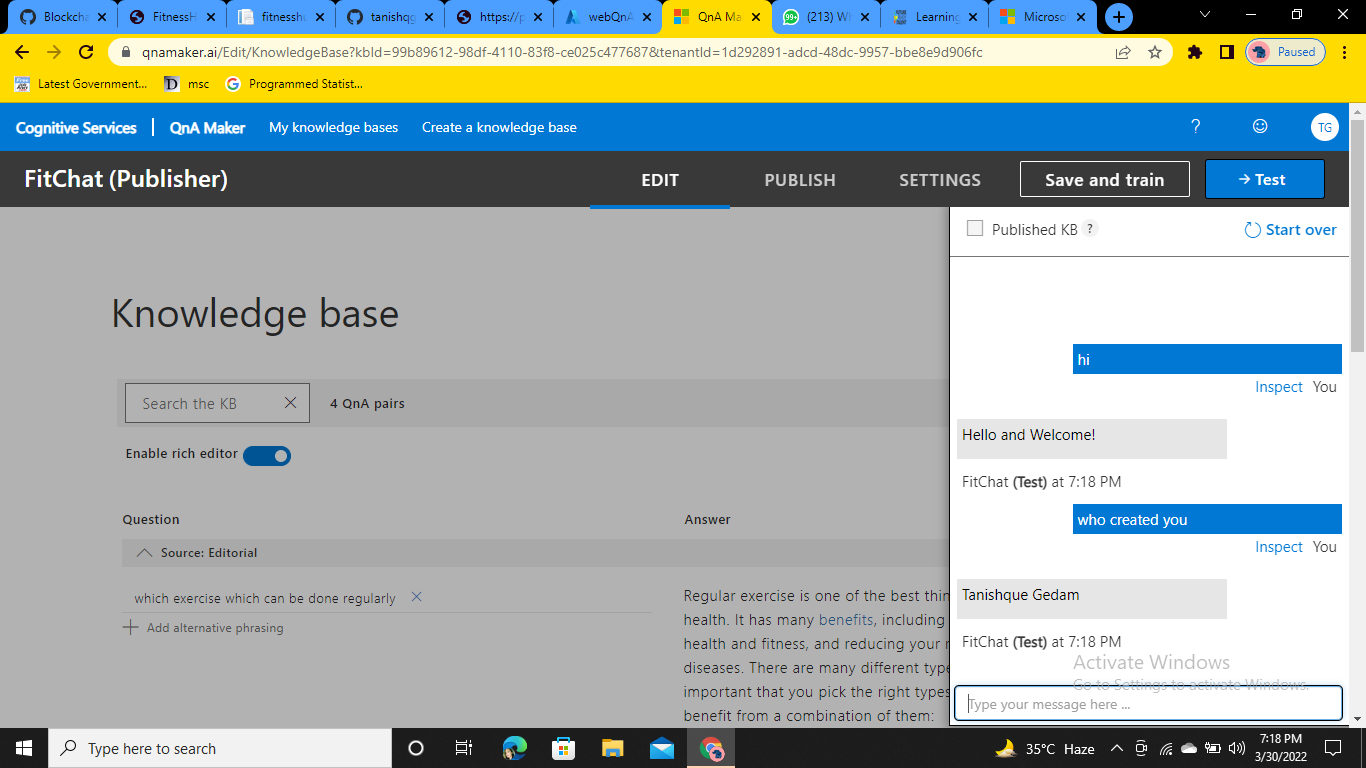 Blockcha
FitnessH
fitnessh
tanishqg
https://p
webQnA
QnA Ma
99+ (213) W
Learning
Microso
qnamaker.ai/Edit/KnowledgeBase?kbId=99b89612-98df-4110-83f8-ce025c477687&tenantId=1d292891-adcd-48dc-9957-bbe8e9d906fc
Paused
Latest Government...
D msc
G Programmed Statist...
Cognitive Services | QnA Maker My knowledge bases Create a knowledge base ? TG
FitChat (Publisher) EDIT PUBLISH SETTINGS Save and train → Test
Published KB ? Start over
Knowledge base
Search the KB
4 QnA pairs
Enable rich editor
Question Answer
Source: Editorial
which exercise which can be done regularly
Add alternative phrasing
Regular exercise is one of the best thin
health. It has many benefits, including
health and fitness, and reducing your r
diseases. There are many different type
important that you pick the right types
benefit from a combination of them:
hi
Inspect You
Hello and Welcome!
FitChat (Test) at 7:18 PM
who created you
Inspect You
Tanishque Gedam
FitChat (Test) at 7:18 PM
Activate Windows
Go to Settings to activate Windows.
Type your message here ...
Type here to search
35°C Haze
7:18 PM
3/30/2022